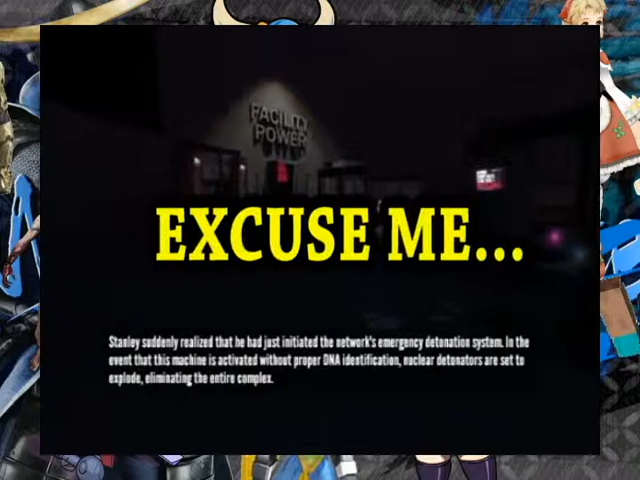 FACILITY
POWER
EXCUSE ME...
Stanley suddenly realized that he had just initiated the network's emergency detonation system. In the
event that this machine is activated without proper DNA identification, nuclear detonators are set to
explode, eliminating the entire complex.